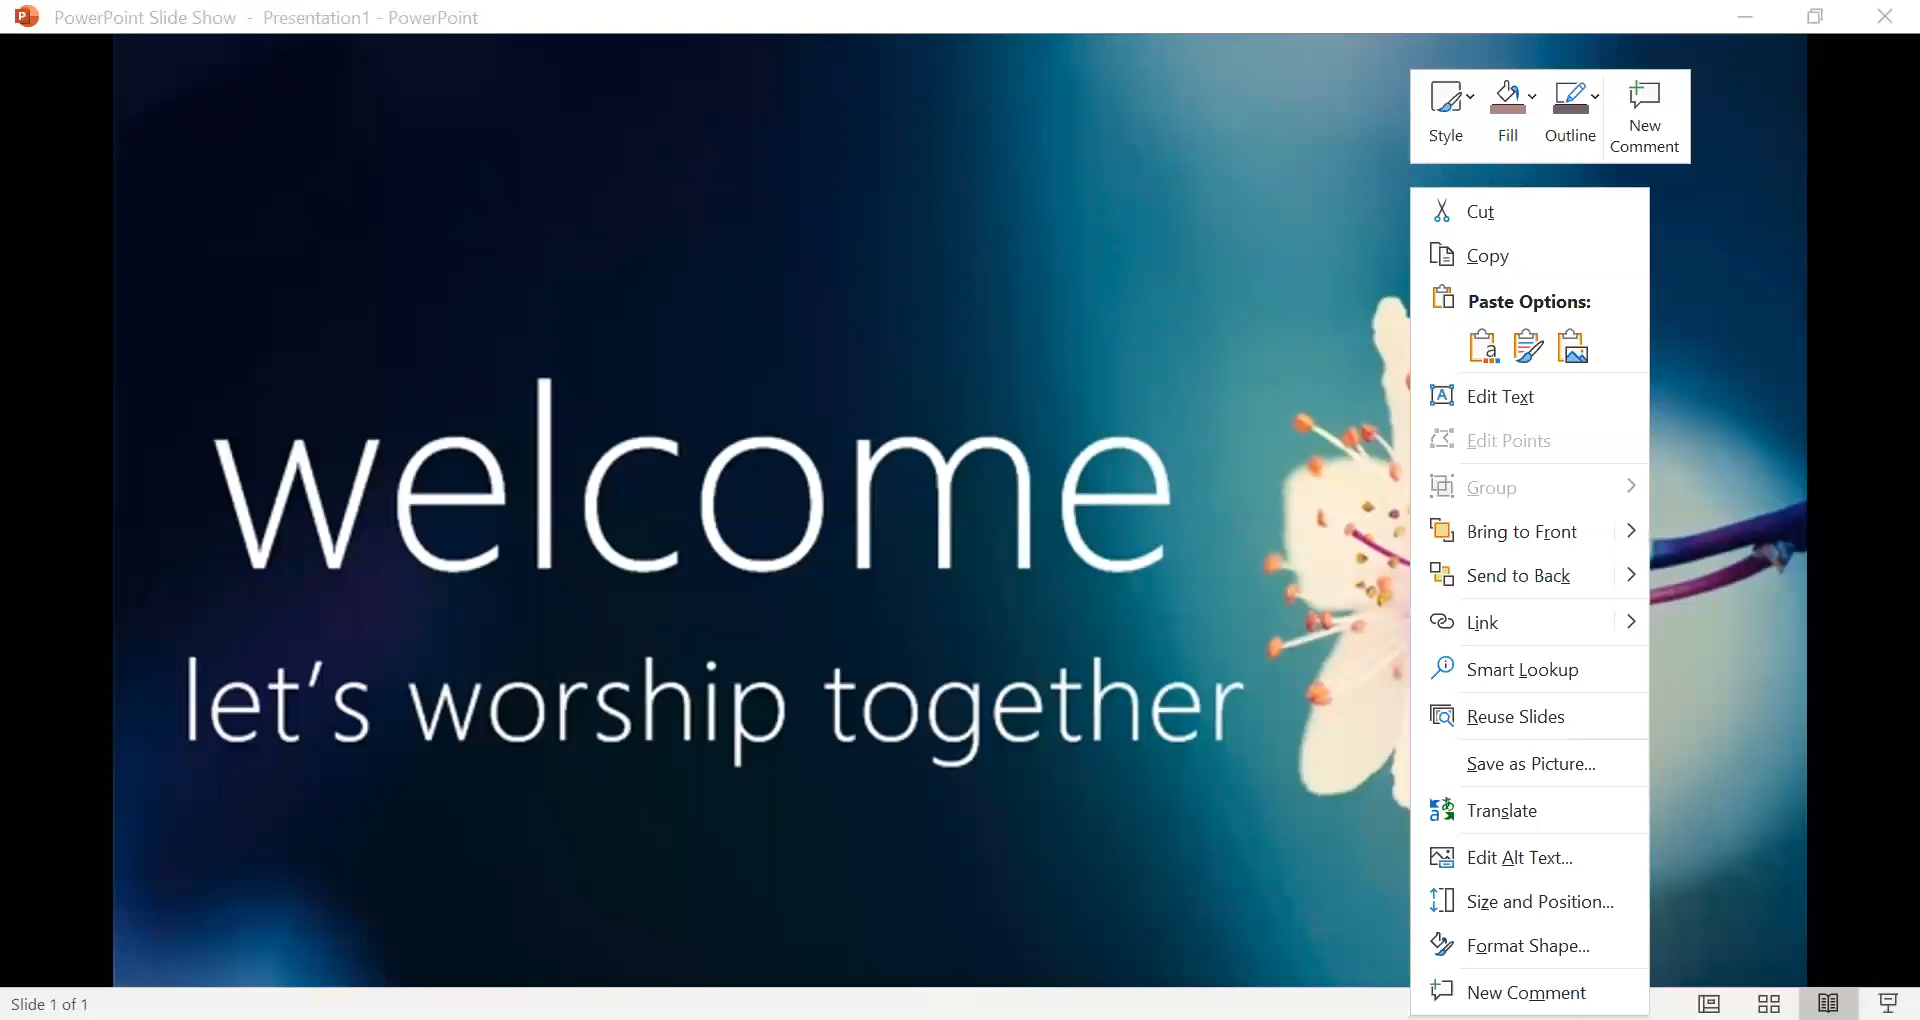 PowerPoint Slide Show - Presentation1 - PowerPoint
Style
Fill
Outline
New
Comment
Cut
Copy
Paste Options:
Edit Text
Edit Points
Group
Bring to Front
Send to Back
Link
Smart Lookup
Reuse Slides
Save as Picture...
Translate
Edit Alt Text...
Size and Position...
Format Shape...
New Comment
welcome
let's worship together
Slide 1 of 1